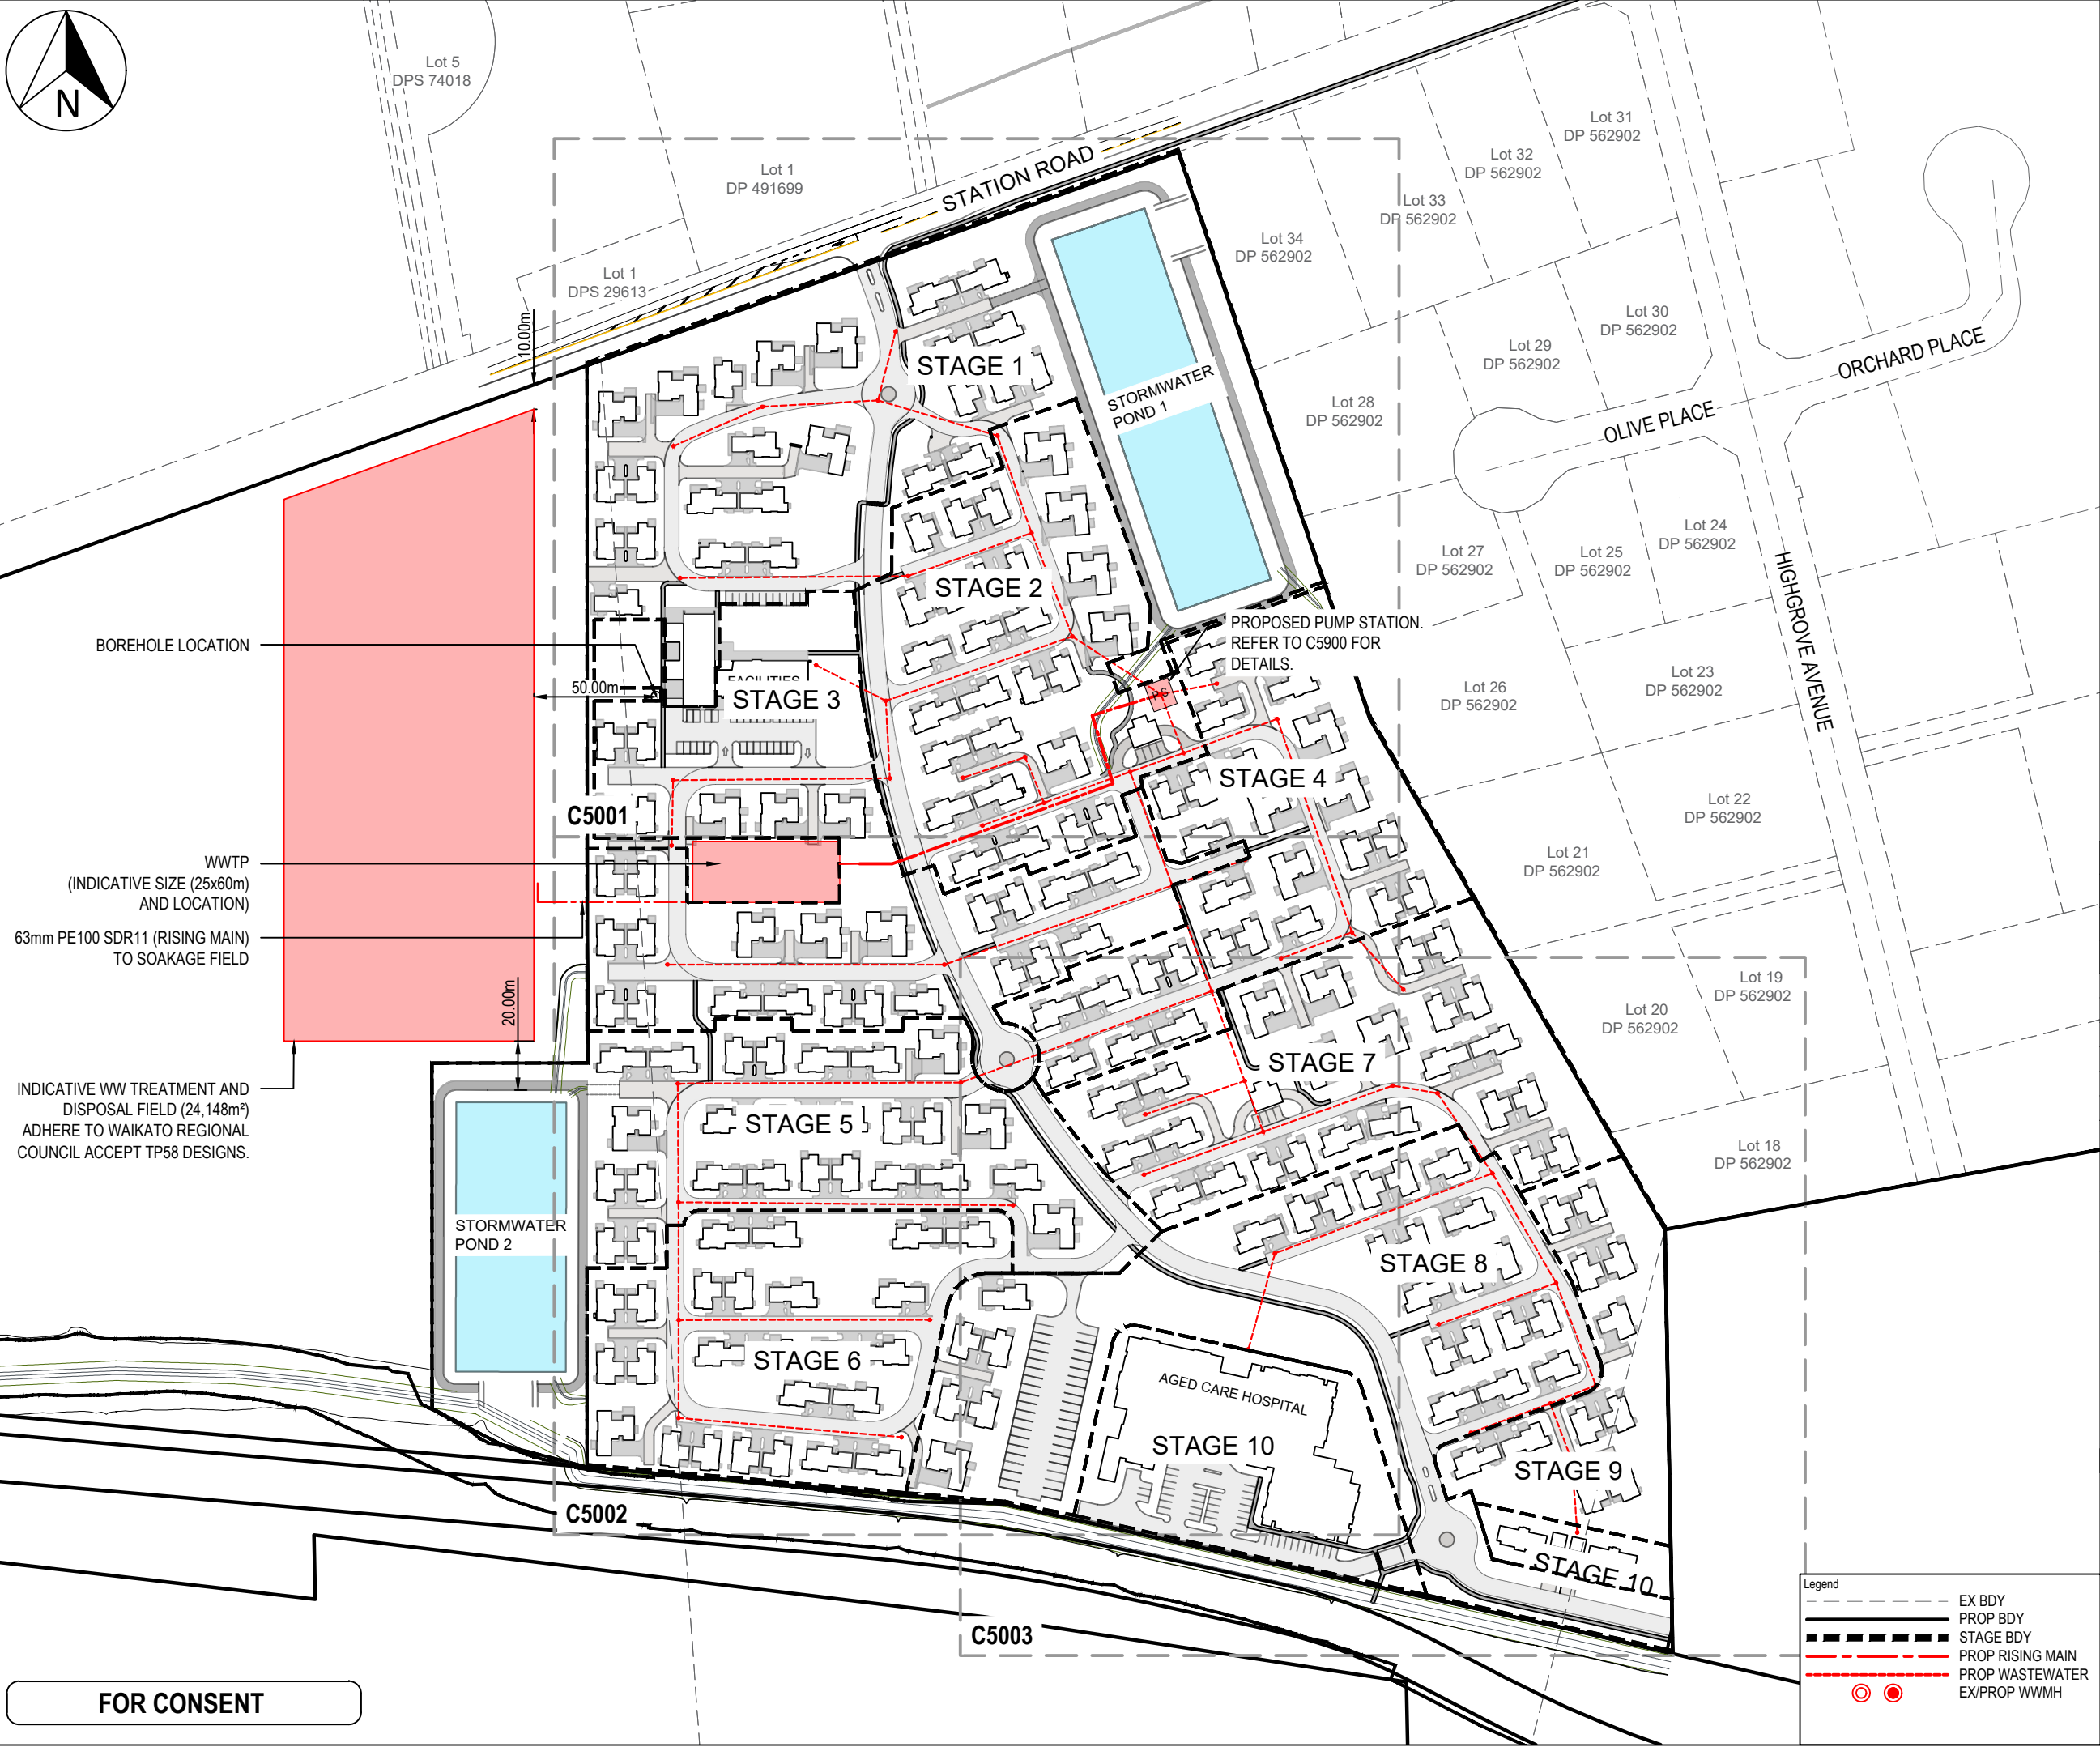 N
Lot 5
DPS 74018
Lot 1
DP 491699
STATION ROAD
Lot 1
DPS 29613
10.00m
Lot 31
DP 562902
Lot 32
DP 562902
Lot 33
DP 562902
Lot 34
DP 562902
Lot 30
DP 562902
Lot 29
DP 562902
Lot 28
DP 562902
ORCHARD PLACE
OLIVE PLACE
HIGHGROVE AVENUE
Lot 24
DP 562902
Lot 25
DP 562902
Lot 27
DP 562902
Lot 26
DP 562902
Lot 23
DP 562902
Lot 22
DP 562902
Lot 21
DP 562902
Lot 20
DP 562902
Lot 19
DP 562902
Lot 18
DP 562902
STAGE 1
STORMWATER
POND 1
STAGE 2
PROPOSED PUMP STATION.
REFER TO C5900 FOR
DETAILS.
PS
BOREHOLE LOCATION
50.00m
FACILITIES
STAGE 3
STAGE 4
C5001
WWTP
(INDICATIVE SIZE (25x60m)
AND LOCATION)
63mm PE100 SDR11 (RISING MAIN)
TO SOAKAGE FIELD
20.00m
INDICATIVE WW TREATMENT AND
DISPOSAL FIELD (24,148m²)
ADHERE TO WAIKATO REGIONAL
COUNCIL ACCEPT TP58 DESIGNS.
STAGE 7
STAGE 5
STORMWATER
POND 2
STAGE 8
STAGE 6
AGED CARE HOSPITAL
STAGE 10
STAGE 9
STAGE 10
C5002
C5003
FOR CONSENT
Legend
EX BDY
PROP BDY
STAGE BDY
PROP RISING MAIN
PROP WASTEWATER
EX/PROP WWMH